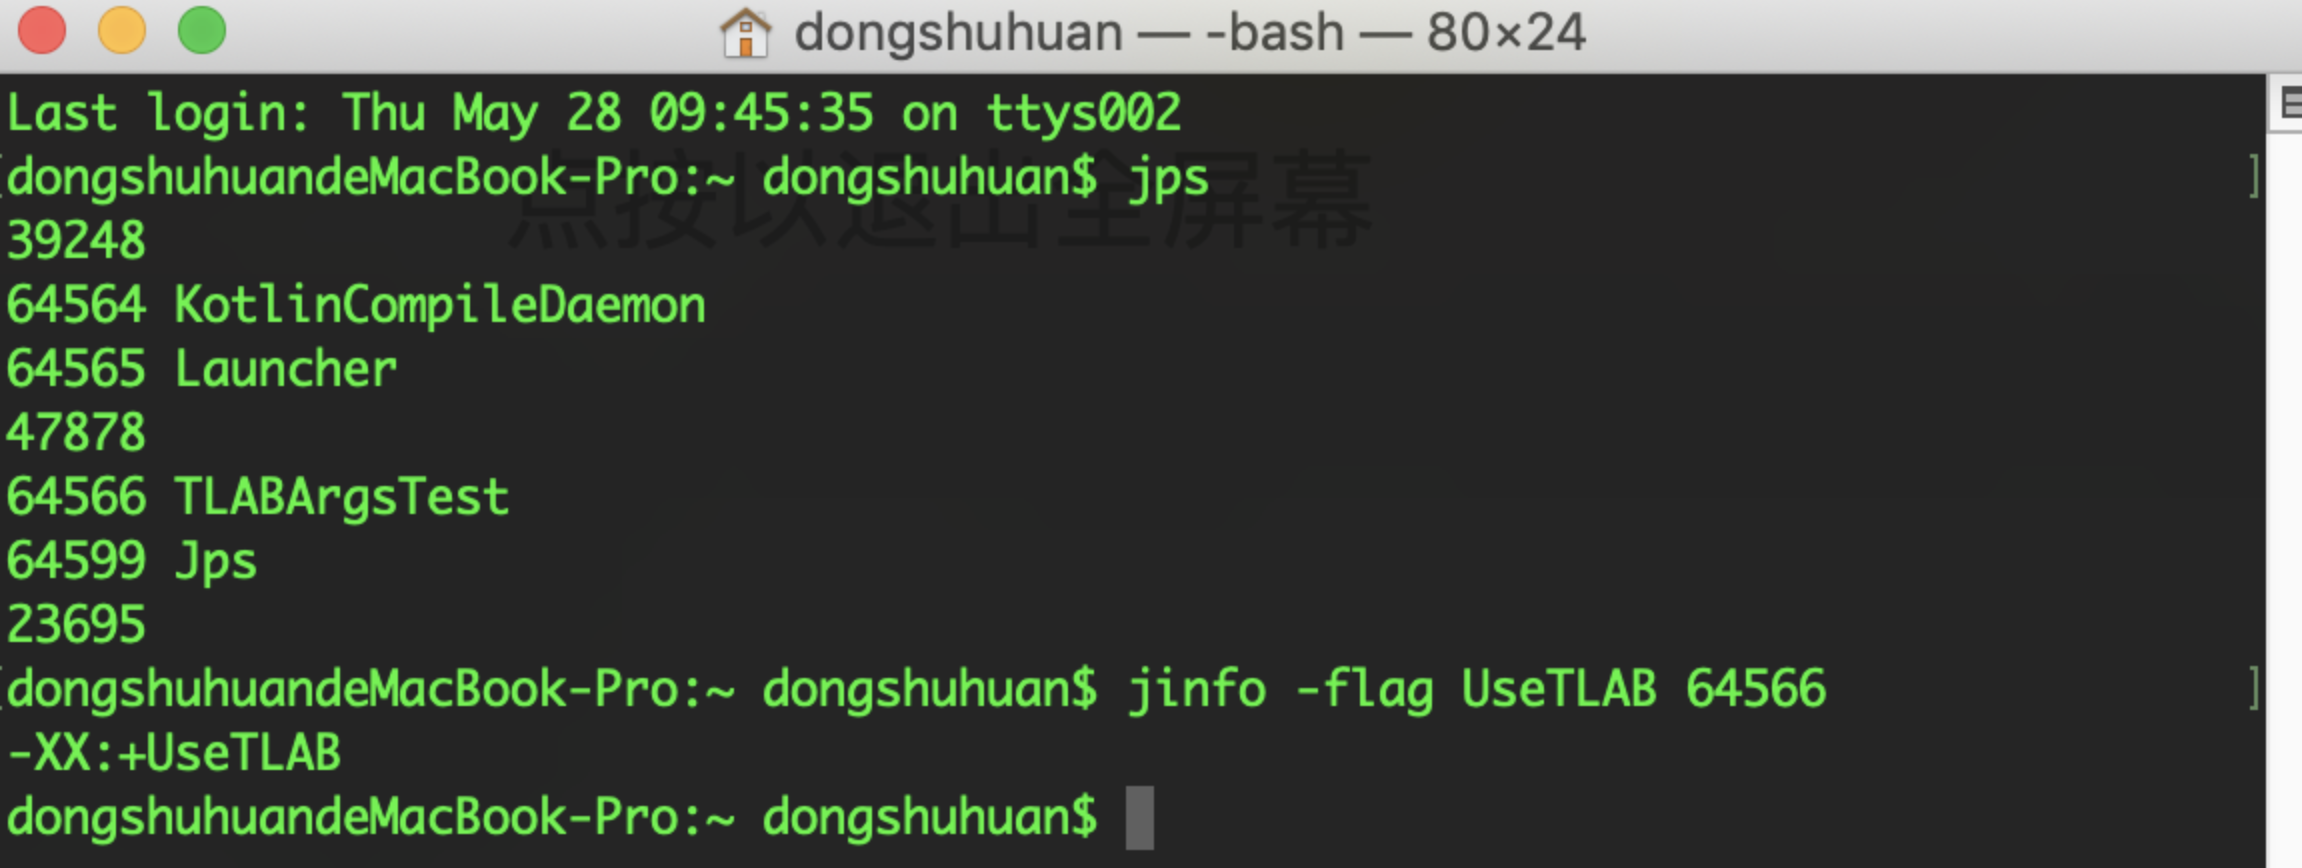 dongshuhuan — -bash — 80×24
Last login: Thu May 28 09:45:35 on ttys002
[dongshuhuandeMacBook-Pro:~ dongshuhuan$ jps ]
点按以退出全屏幕
39248
64564 KotlinCompileDaemon
64565 Launcher
47878
64566 TLABArgsTest
64599 Jps
23695
[dongshuhuandeMacBook-Pro:~ dongshuhuan$ jinfo -flag UseTLAB 64566 ]
-XX:+UseTLAB
dongshuhuandeMacBook-Pro:~ dongshuhuan$